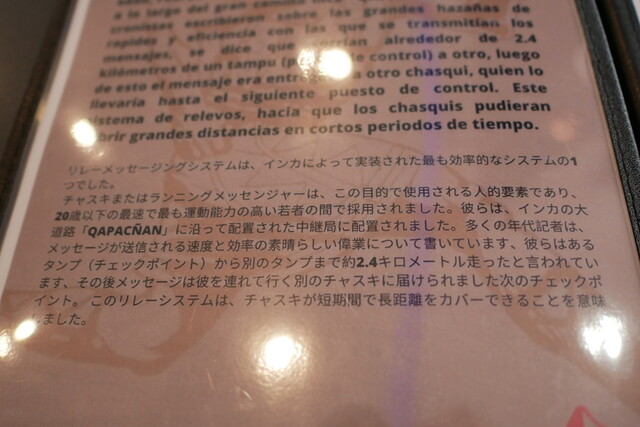 a lo largo del gran camino inca
cronistas escribieron sobre las grandes hazañas de
rapidez y eficiencia con las que se transmitían los
mensajes, se dice que alrededor de 2.4
kilómetros de un tampu de control) a otro, luego
de esto el mensaje era a otro chasqui, quien lo
llevaría hasta el siguiente puesto de control. Este
sistema de relevos, hacía que los chasquis pudieran
grandes distancias en cortos periodos de tiempo.
リレーメッセージングシステムは、インカによって実装された最も効率的なシステムの1
つでした。
チャスキまたはランニングメッセンジャーは、この目的で使用される人的要素であり、
20歳以下の最速で最も運動能力の高い若者の間で採用されました。彼らは、インカの大
道路「QAPACÑAN」に沿って配置された中継局に配置されました。多くの年代記者は、
メッセージが送信される速度と効率の素晴らしい偉業について書いています、彼らはある
タンプ（チェックポイント）から別のタンプまで約2.4キロメートル走ったと言われてい
ます、その後メッセージは彼を連れて行く別のチャスキに届けられました次のチェックポ
イント。 このリレーシステムは、チャスキが短期間で長距離をカバーできることを意味
しました。